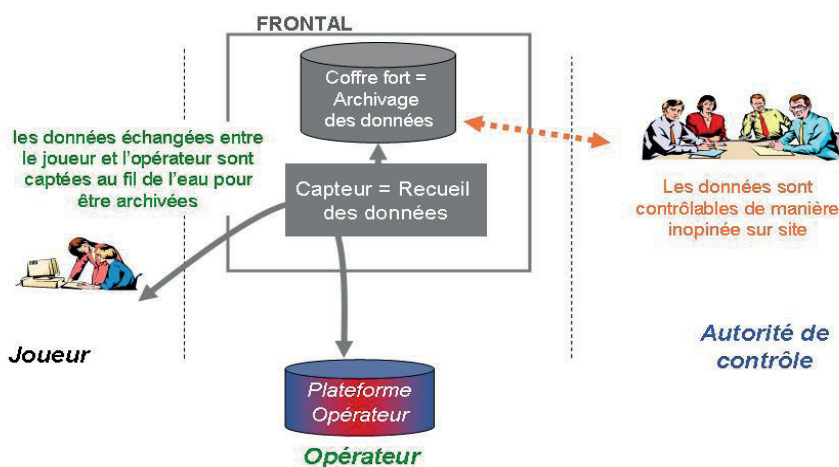 FRONTAL
Coffre fort =
Archivage
des données
les données échangées entre
le joueur et l'opérateur sont
captées au fil de l'eau pour
être archivées
Capteur = Recueil
des données
Les données sont
contrôlables de manière
inopinée sur site
Joueur
Autorité de
contrôle
Plateforme
Opérateur
Opérateur